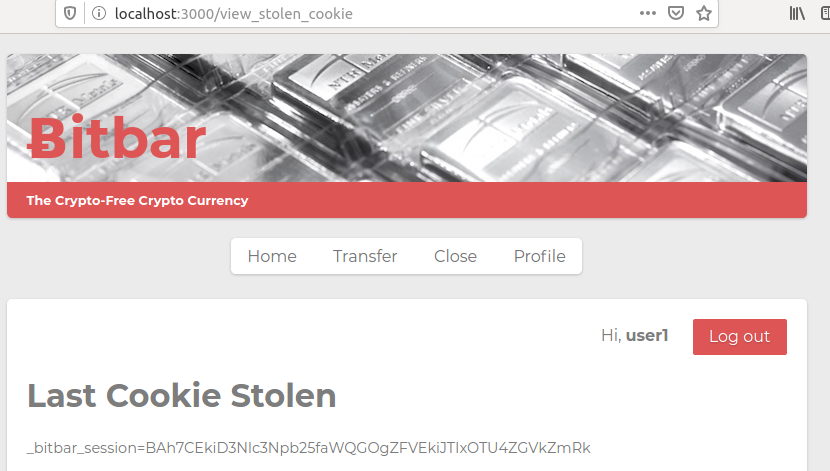 localhost:3000/view_stolen_cookie
Ƀitbar
The Crypto-Free Crypto Currency
Home Transfer Close Profile
Hi, user1 Log out
Last Cookie Stolen
_bitbar_session=BAh7CEkiD3Nlc3Npb25faWQGOgZFVEkiJTIxOTU4ZGVkZmRk